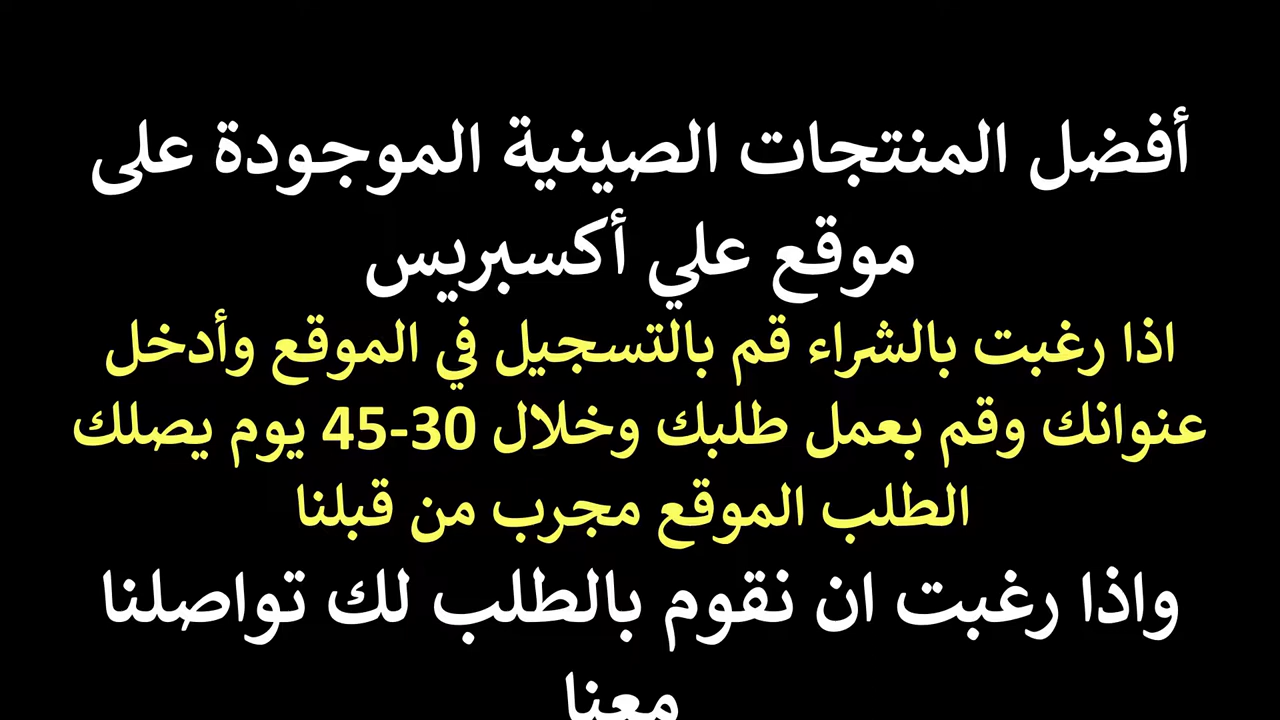 أفضل المنتجات الصينية الموجودة على
موقع علي أكسبريس
اذا رغبت بالشراء قم بالتسجيل في الموقع وأدخل
عنوانك وقم بعمل طلبك وخلال 30-45 يوم يصلك
الطلب الموقع مجرب من قبلنا
واذا رغبت ان نقوم بالطلب لك تواصلنا
معنا